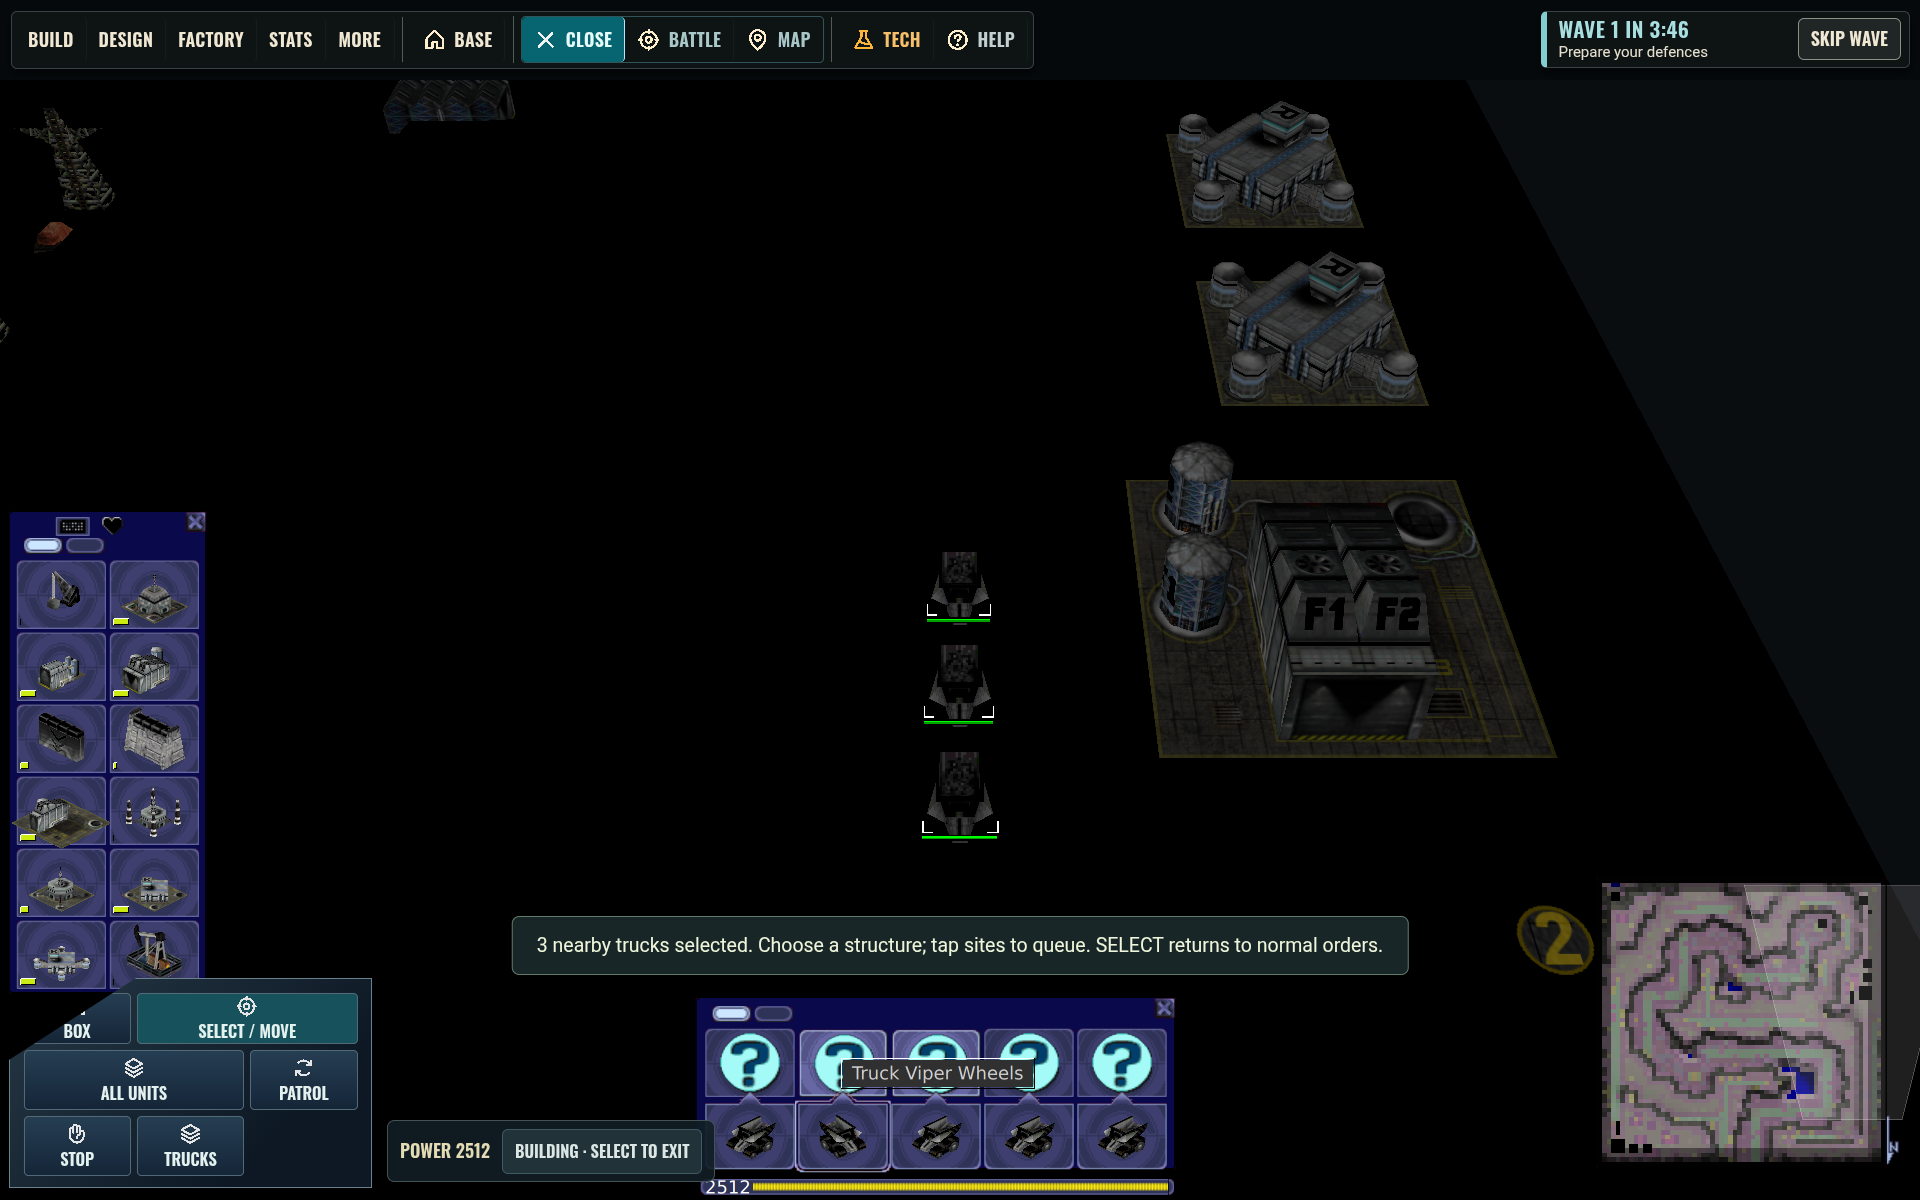 BUILD DESIGN FACTORY STATS MORE BASE CLOSE BATTLE MAP TECH HELP
WAVE 1 IN 3:46
Prepare your defences
SKIP WAVE
R
R
F1 F2
3 nearby trucks selected. Choose a structure; tap sites to queue. SELECT returns to normal orders.
2
BOX
SELECT / MOVE
ALL UNITS
PATROL
STOP
TRUCKS
POWER 2512
BUILDING · SELECT TO EXIT
? ? ? ? ?
Truck Viper Wheels
2512
N